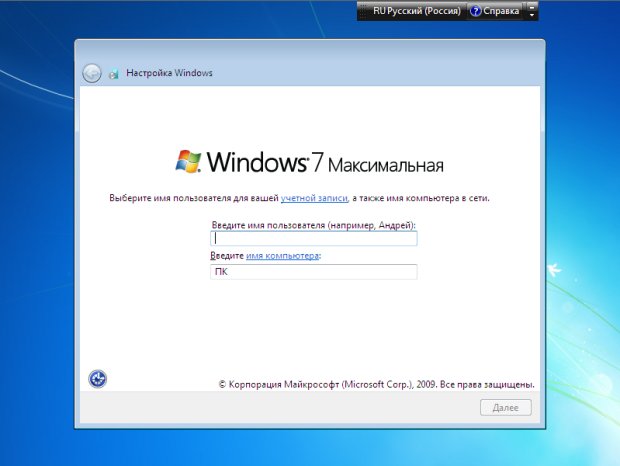 RU Русский (Россия) ? Справка
Настройка Windows
Windows 7 Максимальная
Выберите имя пользователя для вашей учетной записи, а также имя компьютера в сети.
Введите имя пользователя (например, Андрей):
Введите имя компьютера:
ПК
© Корпорация Майкрософт (Microsoft Corp.), 2009. Все права защищены.
Далее